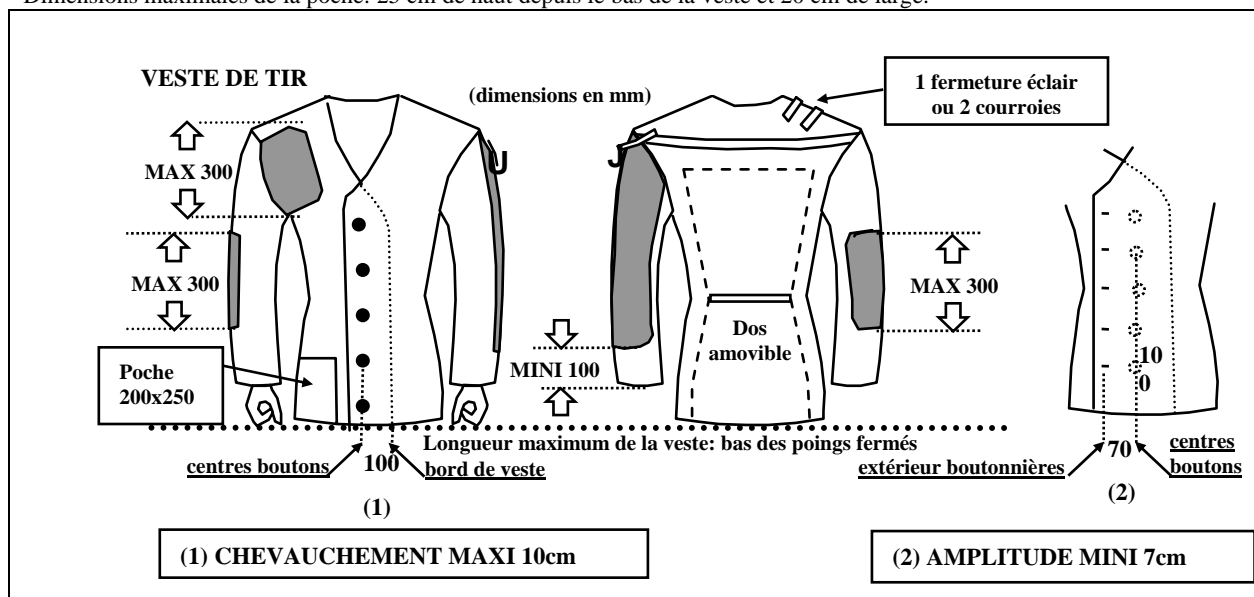 Dimensions maximales de la poche: 25 cm de haut depuis le bas de la veste et 20 cm de large.
VESTE DE TIR
(dimensions en mm)
1 fermeture éclair
ou 2 courroies
MAX 300
MAX 300
MAX 300
Dos
amovible
MINI 100
Poche
200x250
10
0
Longueur maximum de la veste: bas des poings fermés
centres boutons
100
bord de veste
extérieur boutonnières
70
centres
boutons
(1)
(2)
(1) CHEVAUCHEMENT MAXI 10cm
(2) AMPLITUDE MINI 7cm